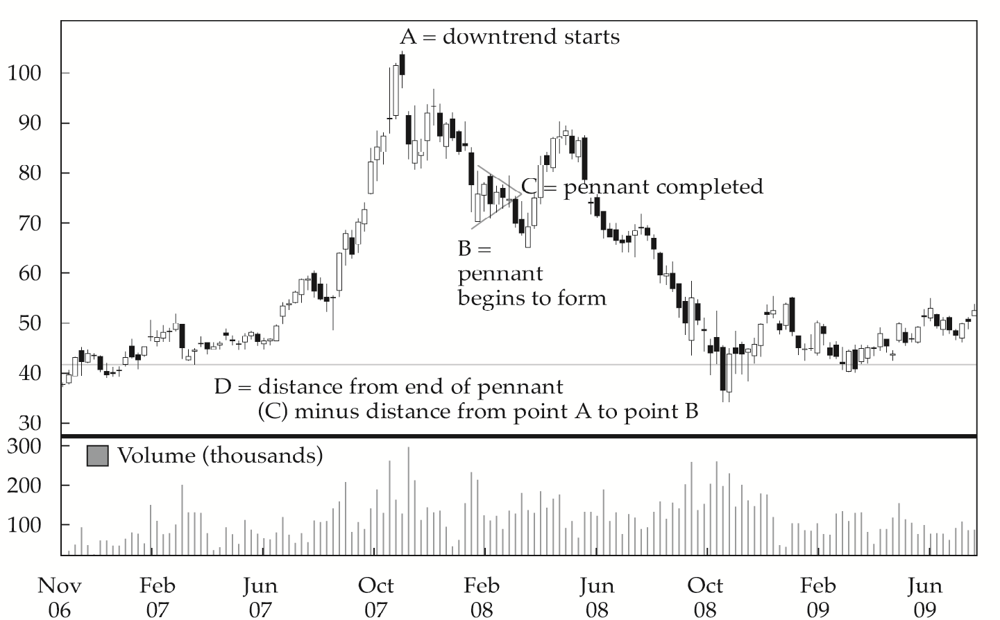 A = downtrend starts
100
90
80
C = pennant completed
70
B =
pennant
begins to form
60
50
40
D = distance from end of pennant
(C) minus distance from point A to point B
30
300
Volume (thousands)
200
100
Nov Feb Jun Oct Feb Jun Oct Feb Jun
06 07 07 07 08 08 08 09 09